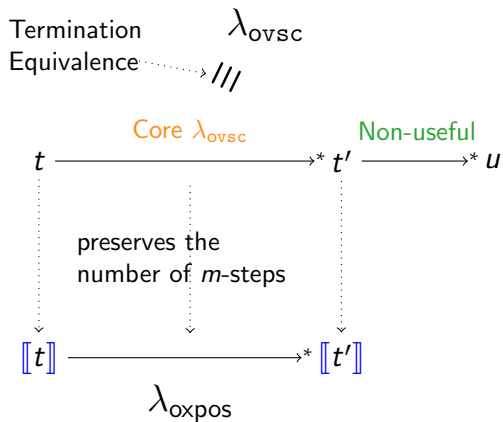 Termination
Equivalence
λovsc
Core λovsc
Non-useful
t * t′ * u
preserves the
number of m-steps
⟦t⟧ * ⟦t′⟧
λoxpos